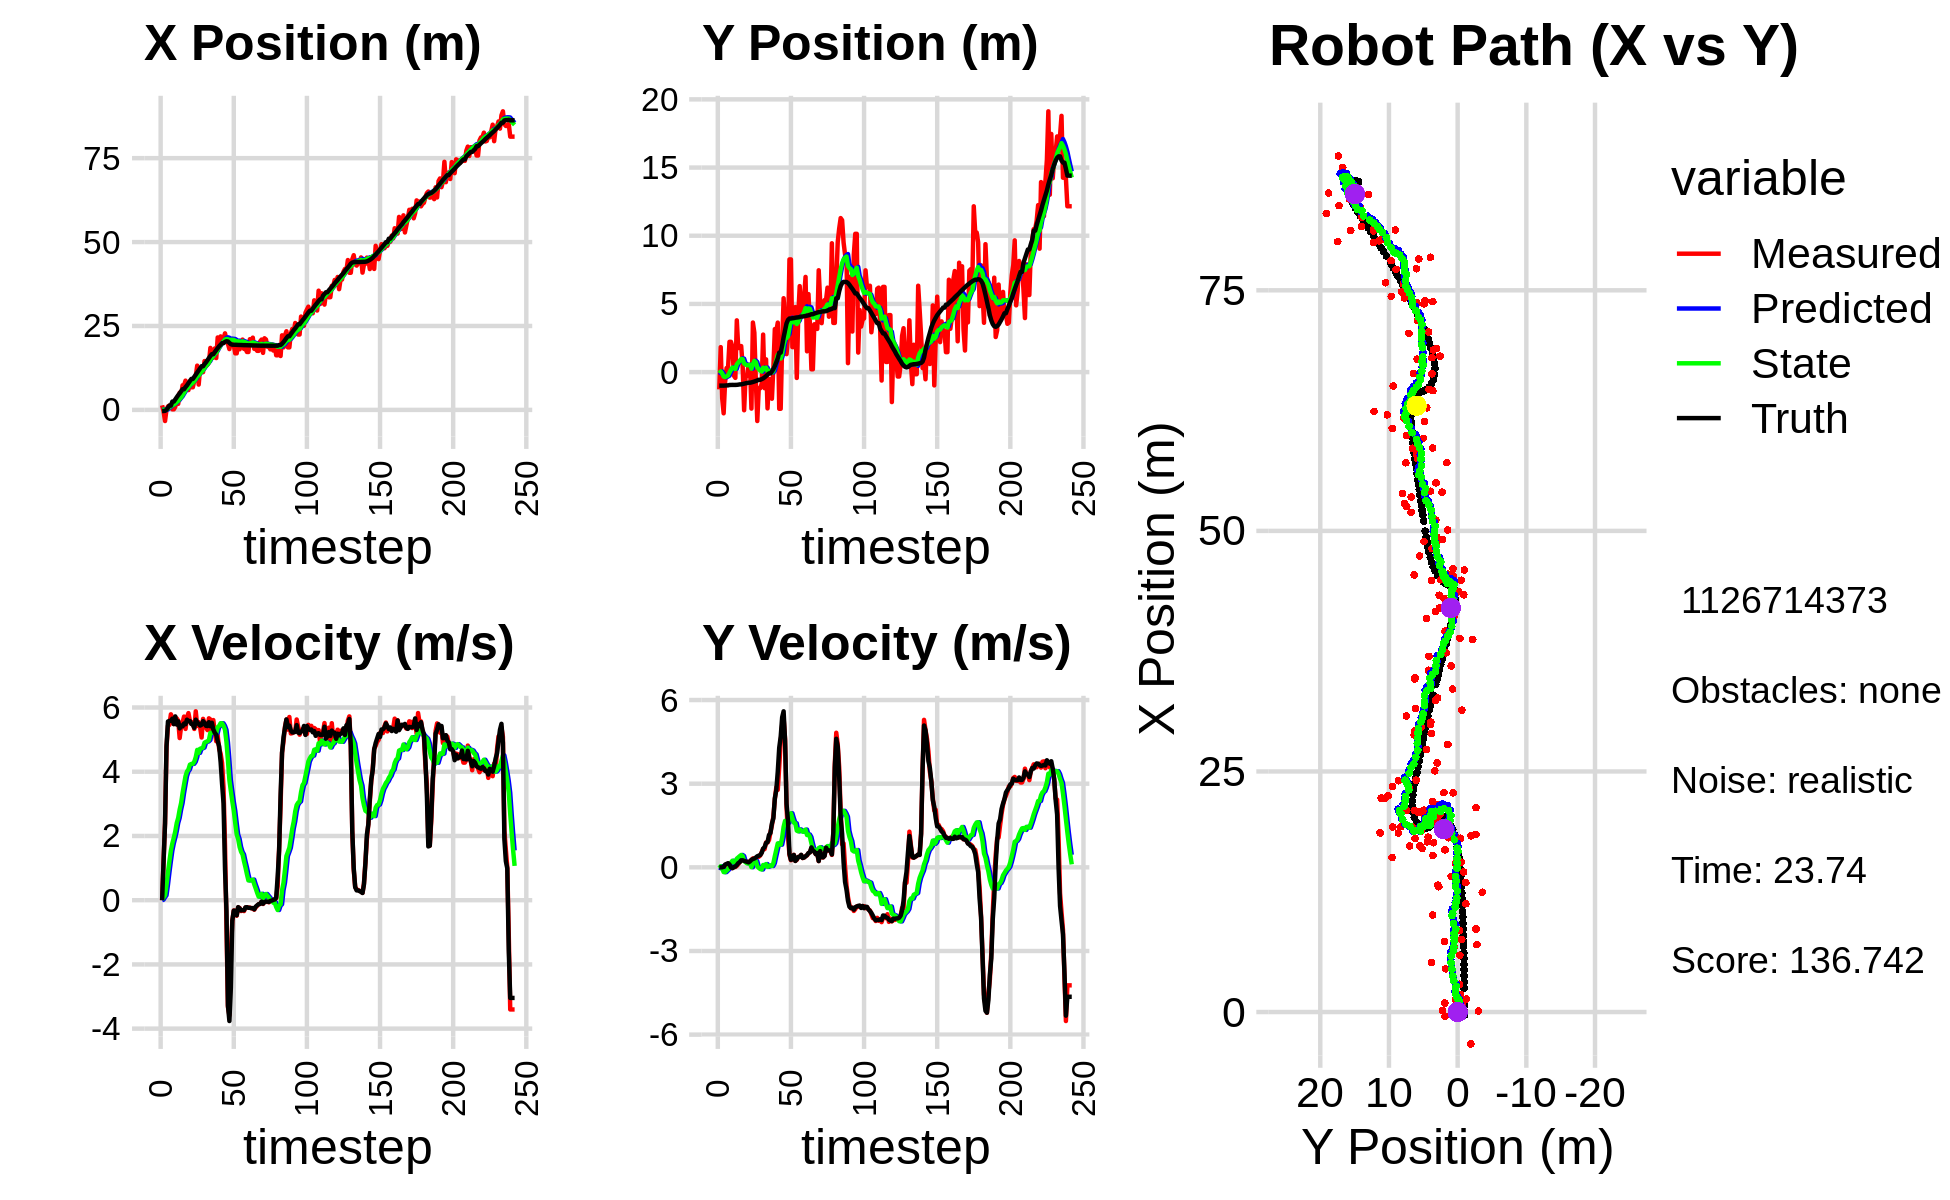 X Position (m)
75
50
25
0
0
50
100
150
200
250
timestep
Y Position (m)
20
15
10
5
0
0
50
100
150
200
250
timestep
X Velocity (m/s)
6
4
2
0
-2
-4
0
50
100
150
200
250
timestep
Y Velocity (m/s)
6
3
0
-3
-6
0
50
100
150
200
250
timestep
Robot Path (X vs Y)
X Position (m)
75
50
25
0
20 10 0 -10 -20
Y Position (m)
variable
Measured
Predicted
State
Truth
1126714373
Obstacles: none
Noise: realistic
Time: 23.74
Score: 136.742